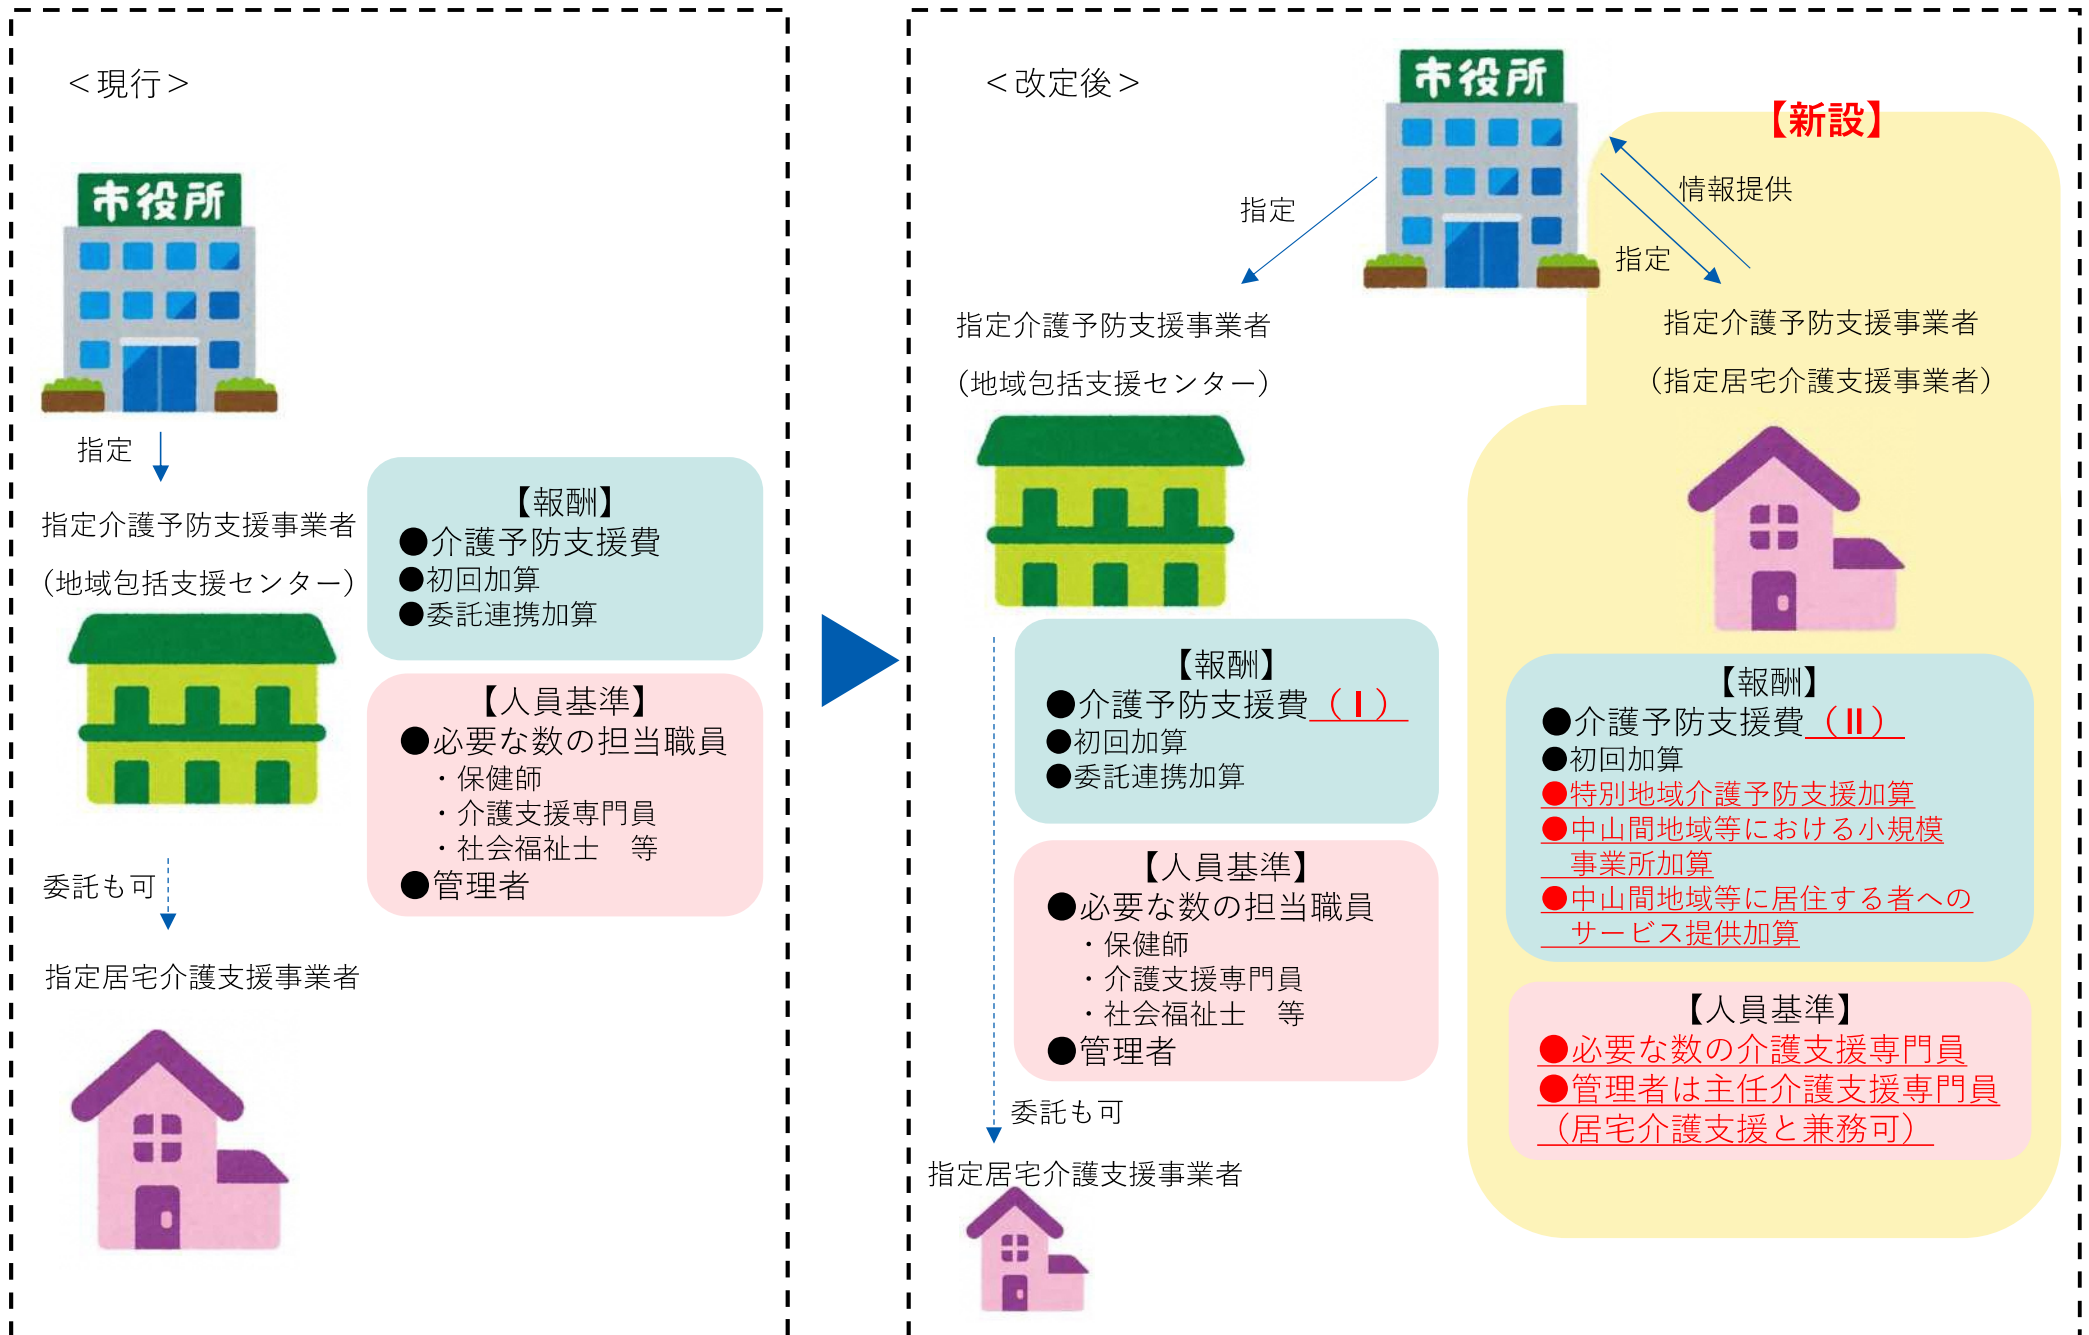 ＜現行＞
市役所
指定
指定介護予防支援事業者
（地域包括支援センター）
【報酬】
●介護予防支援費
●初回加算
●委託連携加算
【人員基準】
●必要な数の担当職員
・保健師
・介護支援専門員
・社会福祉士　等
●管理者
委託も可
指定居宅介護支援事業者
＜改定後＞
市役所
【新設】
指定
情報提供
指定
指定介護予防支援事業者
（地域包括支援センター）
【報酬】
●介護予防支援費（Ⅰ）
●初回加算
●委託連携加算
【人員基準】
●必要な数の担当職員
・保健師
・介護支援専門員
・社会福祉士　等
●管理者
委託も可
指定居宅介護支援事業者
指定介護予防支援事業者
（指定居宅介護支援事業者）
【報酬】
●介護予防支援費（Ⅱ）
●初回加算
●特別地域介護予防支援加算
●中山間地域等における小規模
事業所加算
●中山間地域等に居住する者への
サービス提供加算
【人員基準】
●必要な数の介護支援専門員
●管理者は主任介護支援専門員
（居宅介護支援と兼務可）